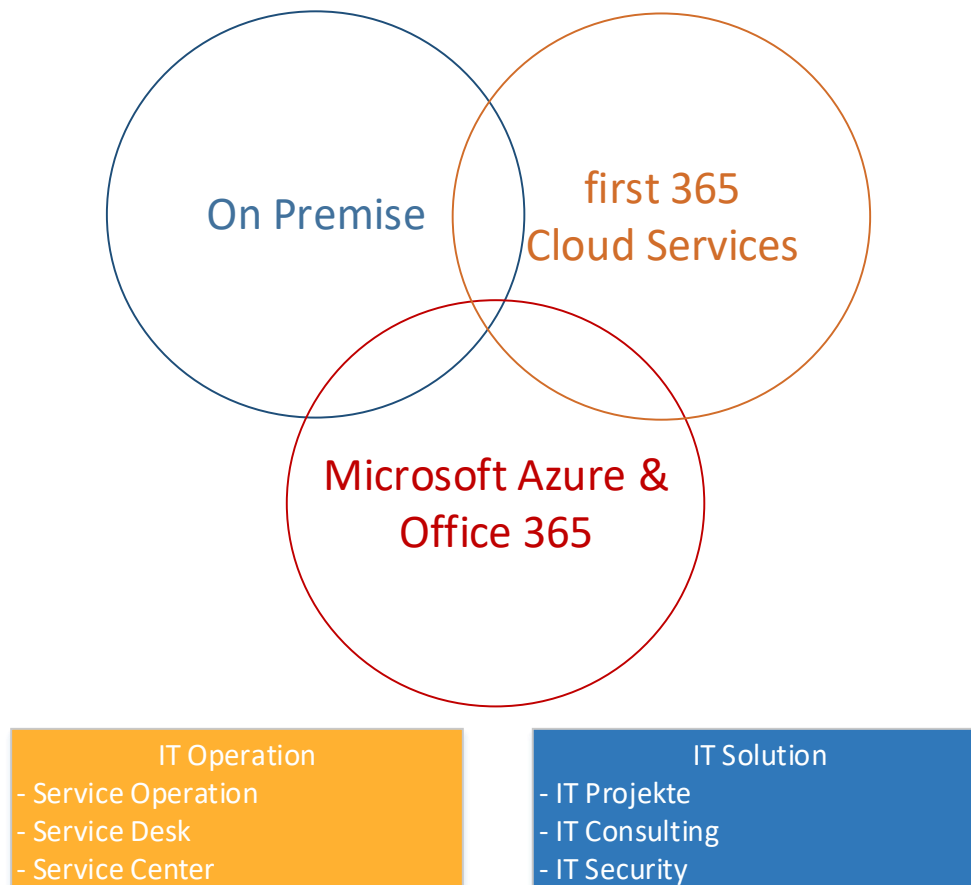 On Premise
first 365
Cloud Services
Microsoft Azure &
Office 365
IT Operation
- Service Operation
- Service Desk
- Service Center
IT Solution
- IT Projekte
- IT Consulting
- IT Security